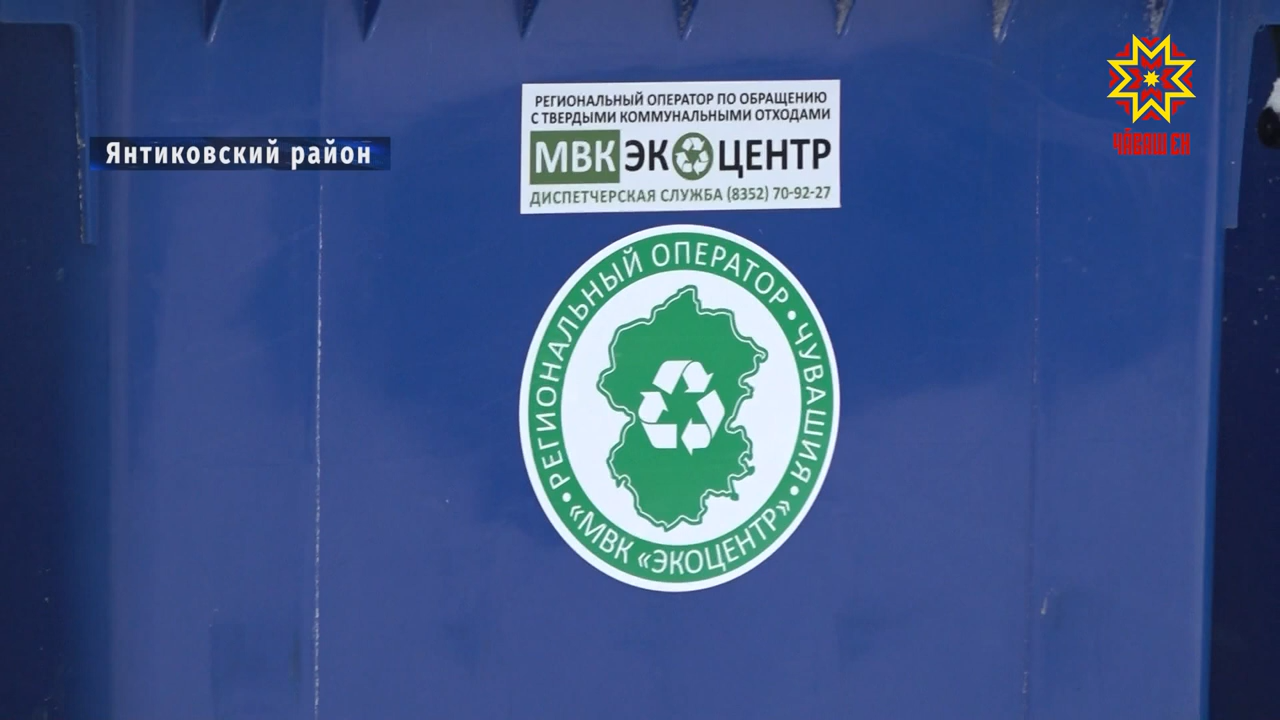 Янтиковский район
РЕГИОНАЛЬНЫЙ ОПЕРАТОР ПО ОБРАЩЕНИЮ
С ТВЕРДЫМИ КОММУНАЛЬНЫМИ ОТХОДАМИ
МВК ЭКОЦЕНТР
ДИСПЕТЧЕРСКАЯ СЛУЖБА (8352) 70-92-27
ЧӐВАШ ЕН
• РЕГИОНАЛЬНЫЙ ОПЕРАТОР • ЧУВАШИЯ •
«МВК «ЭКОЦЕНТР»